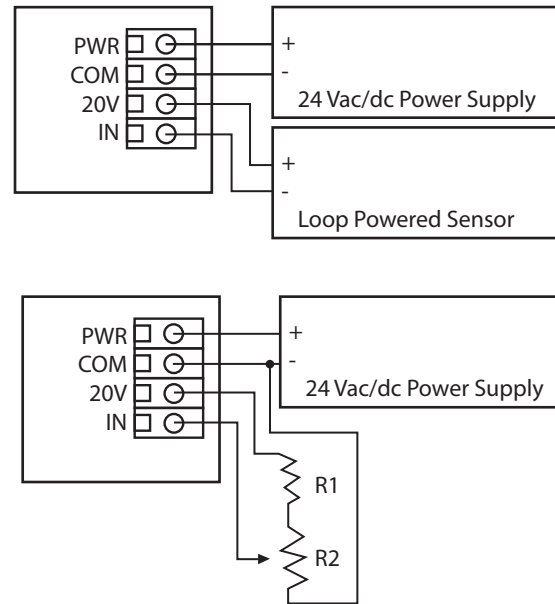 PWR
COM
20V
IN
+
-
24 Vac/dc Power Supply
+
-
Loop Powered Sensor
PWR
COM
20V
IN
+
-
24 Vac/dc Power Supply
R1
R2